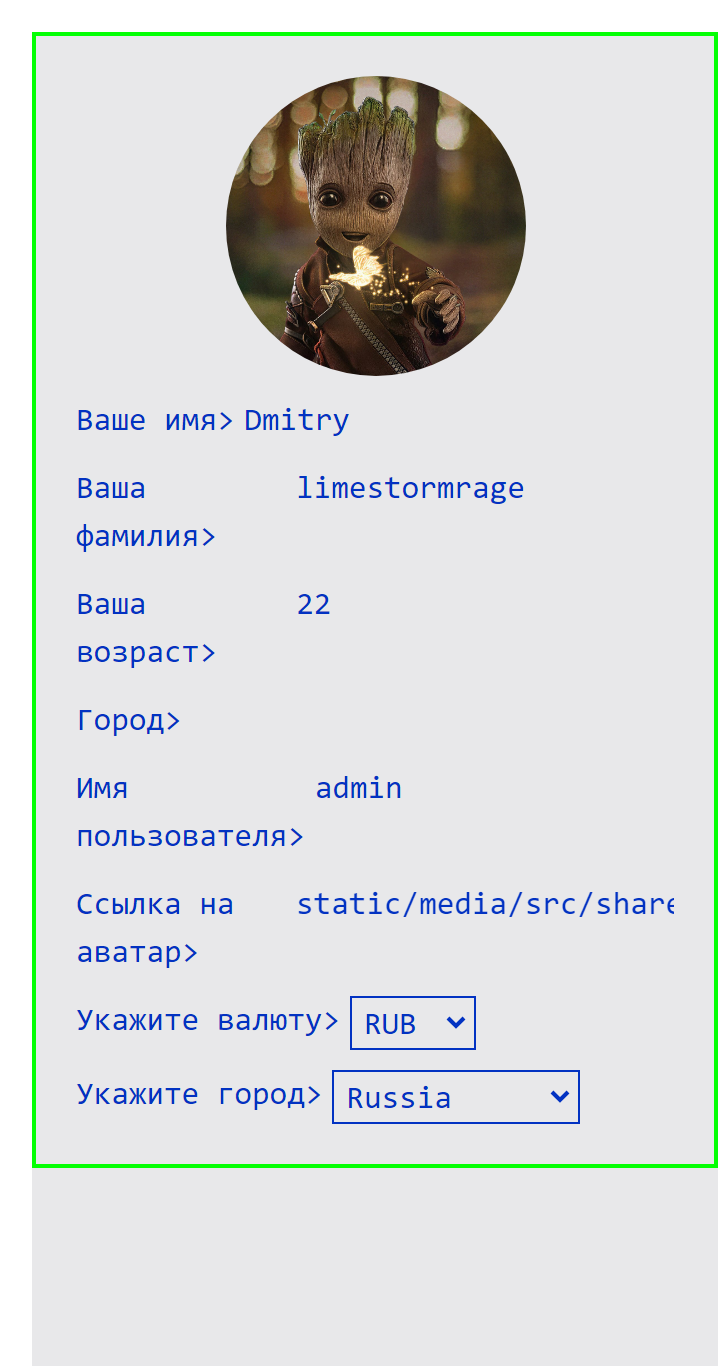 Ваше имя> Dmitry
Ваша limestormrage
фамилия>
Ваша 22
возраст>
Город>
Имя admin
пользователя>
Ссылка на static/media/src/share
аватар>
Укажите валюту> RUB
Укажите город> Russia